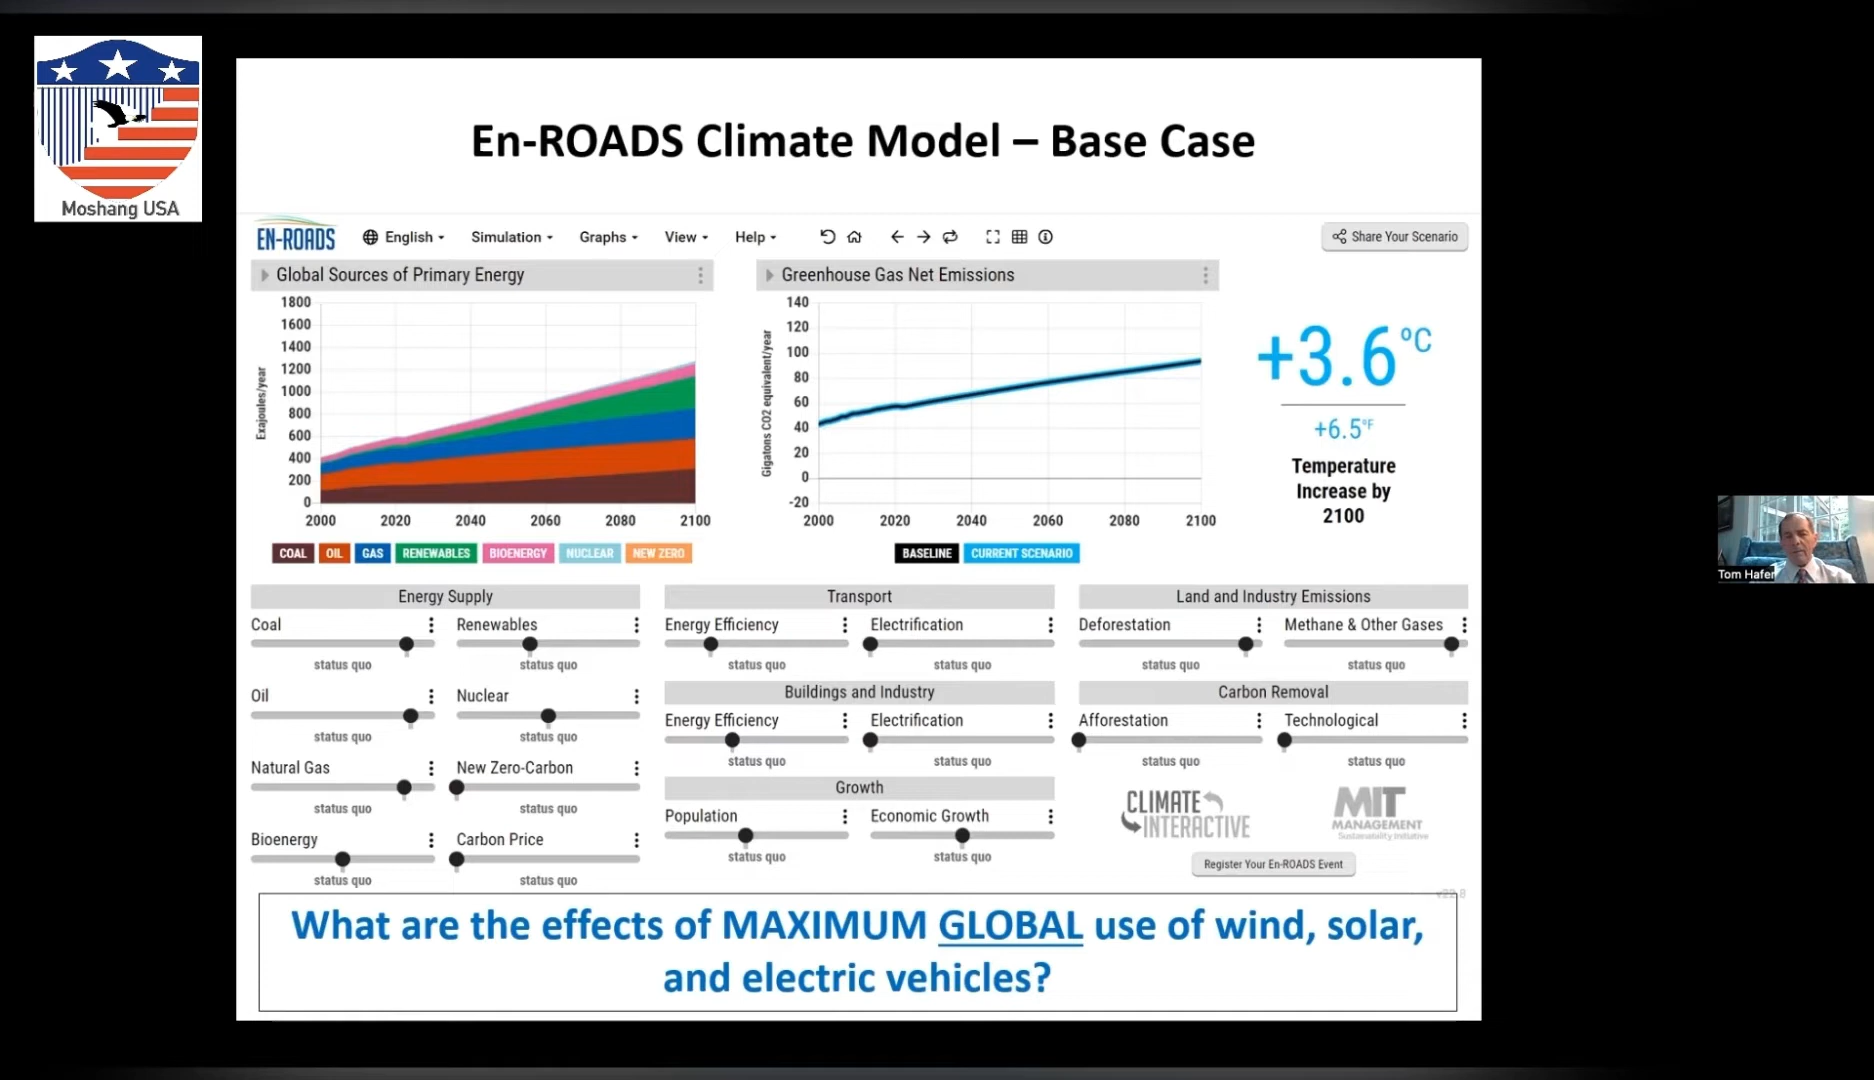 Moshang USA
En-ROADS Climate Model – Base Case
EN-ROADS
English
Simulation
Graphs
View
Help
Share Your Scenario
Global Sources of Primary Energy
Exajoules/year
1800
1600
1400
1200
1000
800
600
400
200
0
2000 2020 2040 2060 2080 2100
COAL OIL GAS RENEWABLES BIOENERGY NUCLEAR NEW ZERO
Greenhouse Gas Net Emissions
Gigatons CO2 equivalent/year
140
120
100
80
60
40
20
0
-20
2000 2020 2040 2060 2080 2100
BASELINE CURRENT SCENARIO
+3.6°C
+6.5°F
Temperature
Increase by
2100
Tom Hafer
Energy Supply
Coal
status quo
Renewables
status quo
Oil
status quo
Nuclear
status quo
Natural Gas
status quo
New Zero-Carbon
status quo
Bioenergy
status quo
Carbon Price
status quo
Transport
Energy Efficiency
status quo
Electrification
status quo
Buildings and Industry
Energy Efficiency
status quo
Electrification
status quo
Growth
Population
status quo
Economic Growth
status quo
Land and Industry Emissions
Deforestation
status quo
Methane & Other Gases
status quo
Carbon Removal
Afforestation
status quo
Technological
status quo
CLIMATE
INTERACTIVE
MIT
MANAGEMENT
Sustainability Initiative
Register Your En-ROADS Event
What are the effects of MAXIMUM GLOBAL use of wind, solar,
and electric vehicles?